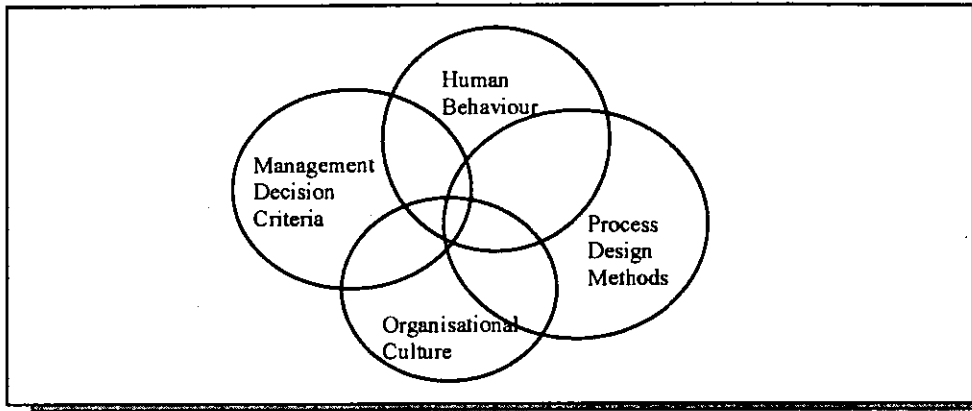 Human
Behaviour
Management
Decision
Criteria
Process
Design
Methods
Organisational
Culture